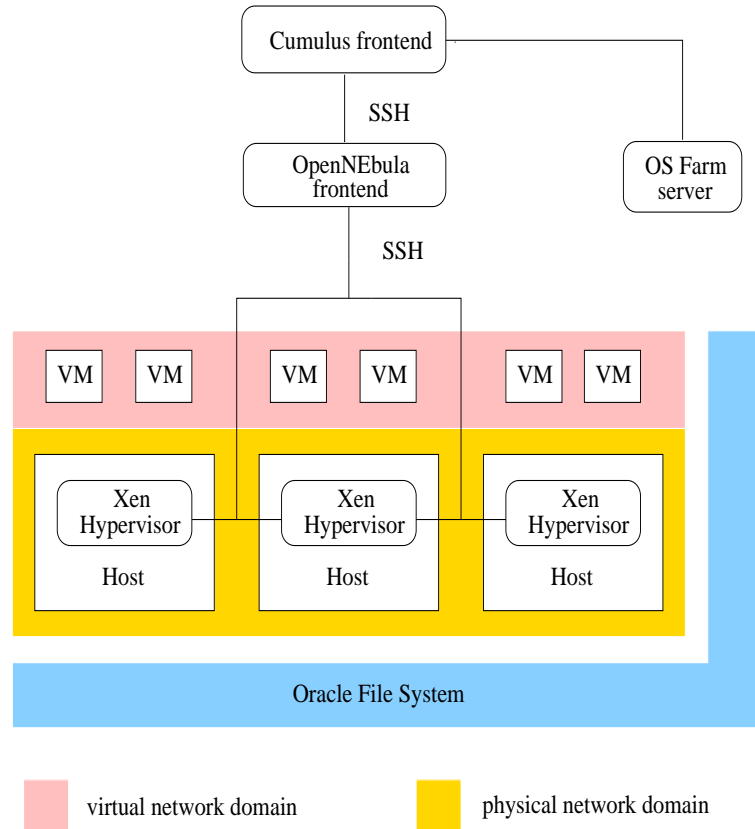 Cumulus frontend
SSH
OpenNEbula
frontend
OS Farm
server
SSH
VM VM VM VM VM VM
Xen
Hypervisor
Xen
Hypervisor
Xen
Hypervisor
Host Host Host
Oracle File System
virtual network domain
physical network domain